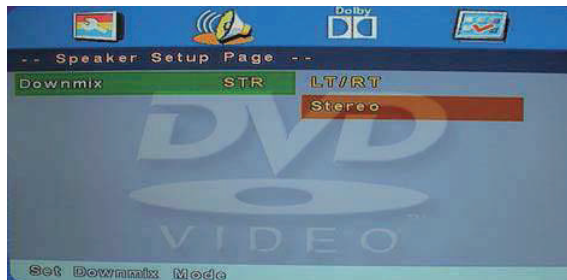 Dolby
-- Speaker Setup Page --
Downmix STR LT/RT
Stereo
DVD
VIDEO
Set Downmix Mode